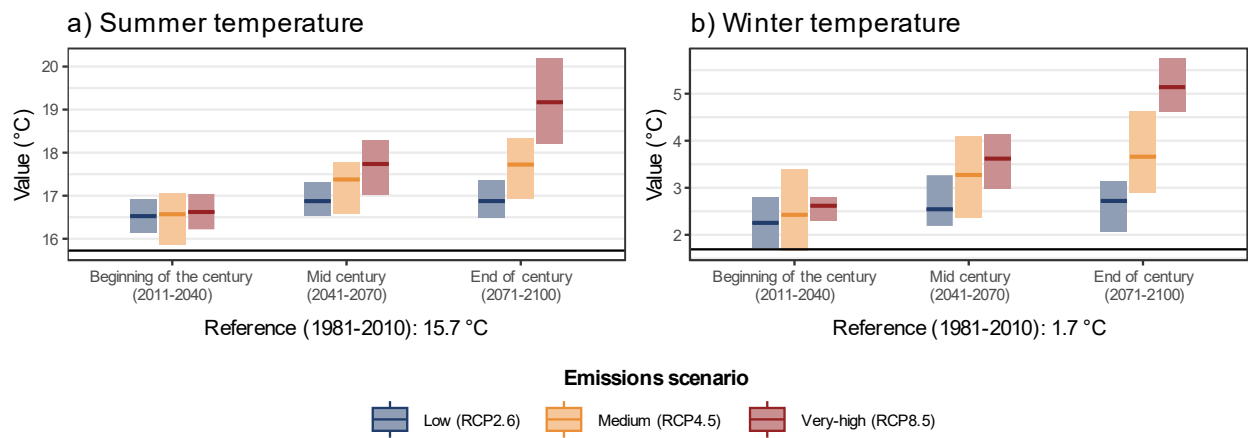 a) Summer temperature
Value (°C)
20
19
18
17
16
Beginning of the century
(2011-2040)
Mid century
(2041-2070)
End of century
(2071-2100)
Reference (1981-2010): 15.7 °C
b) Winter temperature
Value (°C)
5
4
3
2
Beginning of the century
(2011-2040)
Mid century
(2041-2070)
End of century
(2071-2100)
Reference (1981-2010): 1.7 °C
Emissions scenario
Low (RCP2.6)
Medium (RCP4.5)
Very-high (RCP8.5)